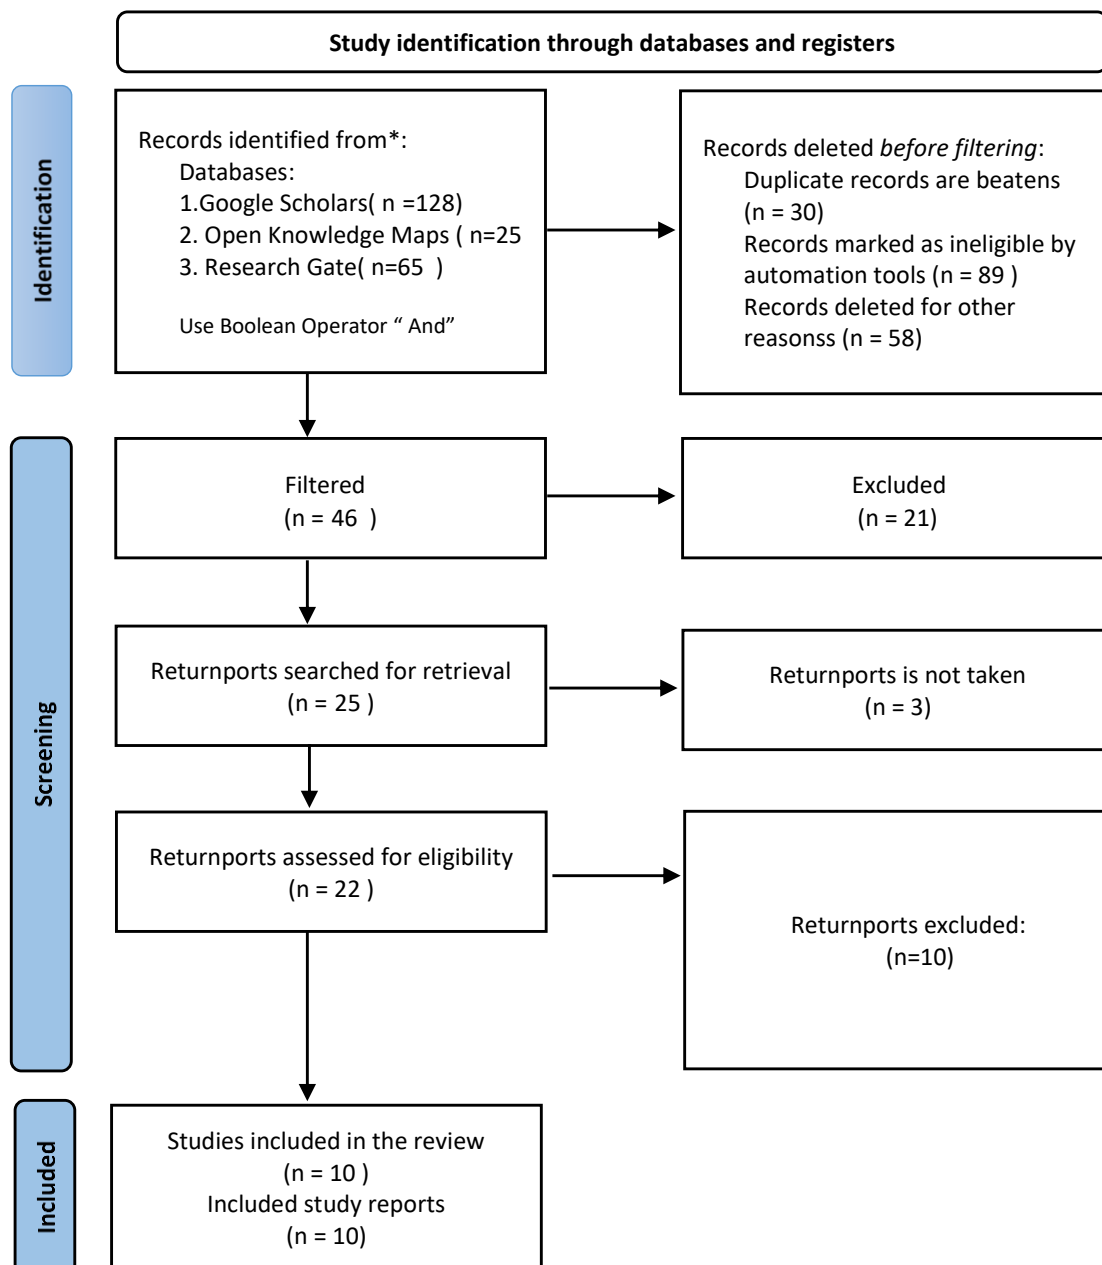 Study identification through databases and registers
Identification
Records identified from*:
Databases:
1.Google Scholars( n =128)
2. Open Knowledge Maps ( n=25
3. Research Gate( n=65 )
Use Boolean Operator “ And”
Records deleted before filtering:
Duplicate records are beatens
(n = 30)
Records marked as ineligible by
automation tools (n = 89 )
Records deleted for other
reasonss (n = 58)
Screening
Filtered
(n = 46 )
Excluded
(n = 21)
Returnports searched for retrieval
(n = 25 )
Returnports is not taken
(n = 3)
Returnports assessed for eligibility
(n = 22 )
Returnports excluded:
(n=10)
Included
Studies included in the review
(n = 10 )
Included study reports
(n = 10)